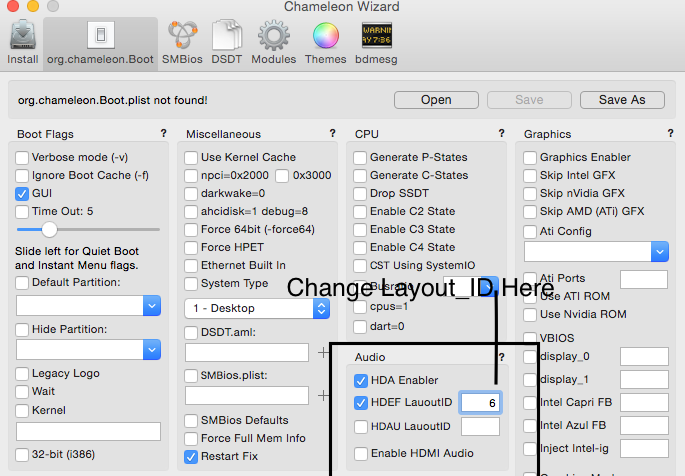 Chameleon Wizard
Install
org.chameleon.Boot
SMBios
DSDT
Modules
Themes
bdmesg
WARNIN
AY 7:36
org.chameleon.Boot.plist not found!
Open
Save
Save As
Boot Flags ?
Verbose mode (-v)
Ignore Boot Cache (-f)
GUI
Time Out: 5
Slide left for Quiet Boot
and Instant Menu flags.
Default Partition:
Hide Partition:
Legacy Logo
Wait
Kernel
32-bit (i386)
Miscellaneous ?
Use Kernel Cache
npci=0x2000 0x3000
darkwake=0
ahcidisk=1 debug=8
Force 64bit (-force64)
Force HPET
Ethernet Built In
System Type
1 - Desktop
DSDT.aml:
SMBios.plist:
SMBios Defaults
Force Full Mem Info
Restart Fix
CPU ?
Generate P-States
Generate C-States
Drop SSDT
Enable C2 State
Enable C3 State
Enable C4 State
CST Using SystemIO
Busratio
Change Layout_ID Here
cpus=1
dart=0
Audio ?
HDA Enabler
HDEF LauoutID 6
HDAU LauoutID
Enable HDMI Audio
Graphics ?
Graphics Enabler
Skip Intel GFX
Skip nVidia GFX
Skip AMD (ATi) GFX
Ati Config
Ati Ports
Use ATI ROM
Use Nvidia ROM
VBIOS
display_0
display_1
Intel Capri FB
Intel Azul FB
Inject Intel-ig